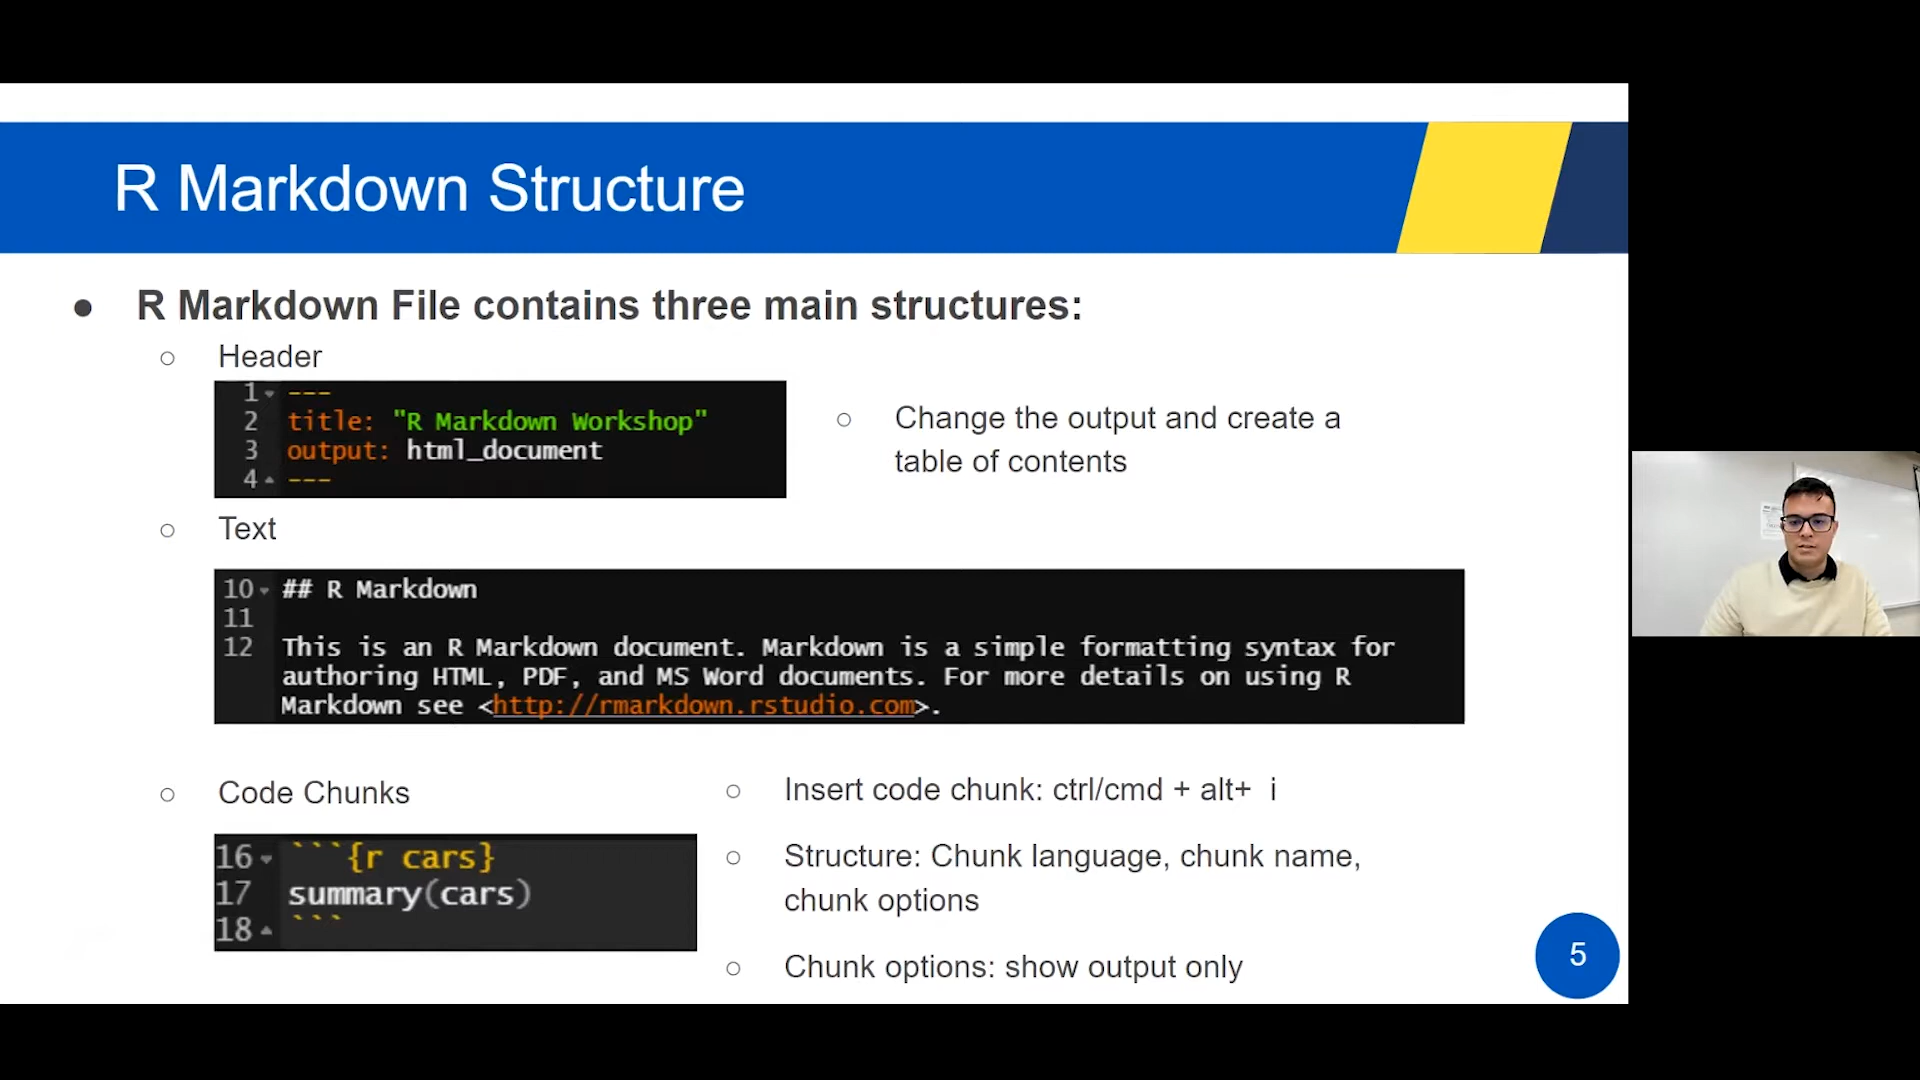 R Markdown Structure
● R Markdown File contains three main structures:
○ Header
1 ---
2 title: "R Markdown Workshop"
3 output: html_document
4 ---
○ Change the output and create a
table of contents
○ Text
10 ## R Markdown
11
12 This is an R Markdown document. Markdown is a simple formatting syntax for
authoring HTML, PDF, and MS Word documents. For more details on using R
Markdown see <http://rmarkdown.rstudio.com>.
○ Code Chunks
16 ```{r cars}
17 summary(cars)
18 ```
○ Insert code chunk: ctrl/cmd + alt+ i
○ Structure: Chunk language, chunk name,
chunk options
○ Chunk options: show output only
5